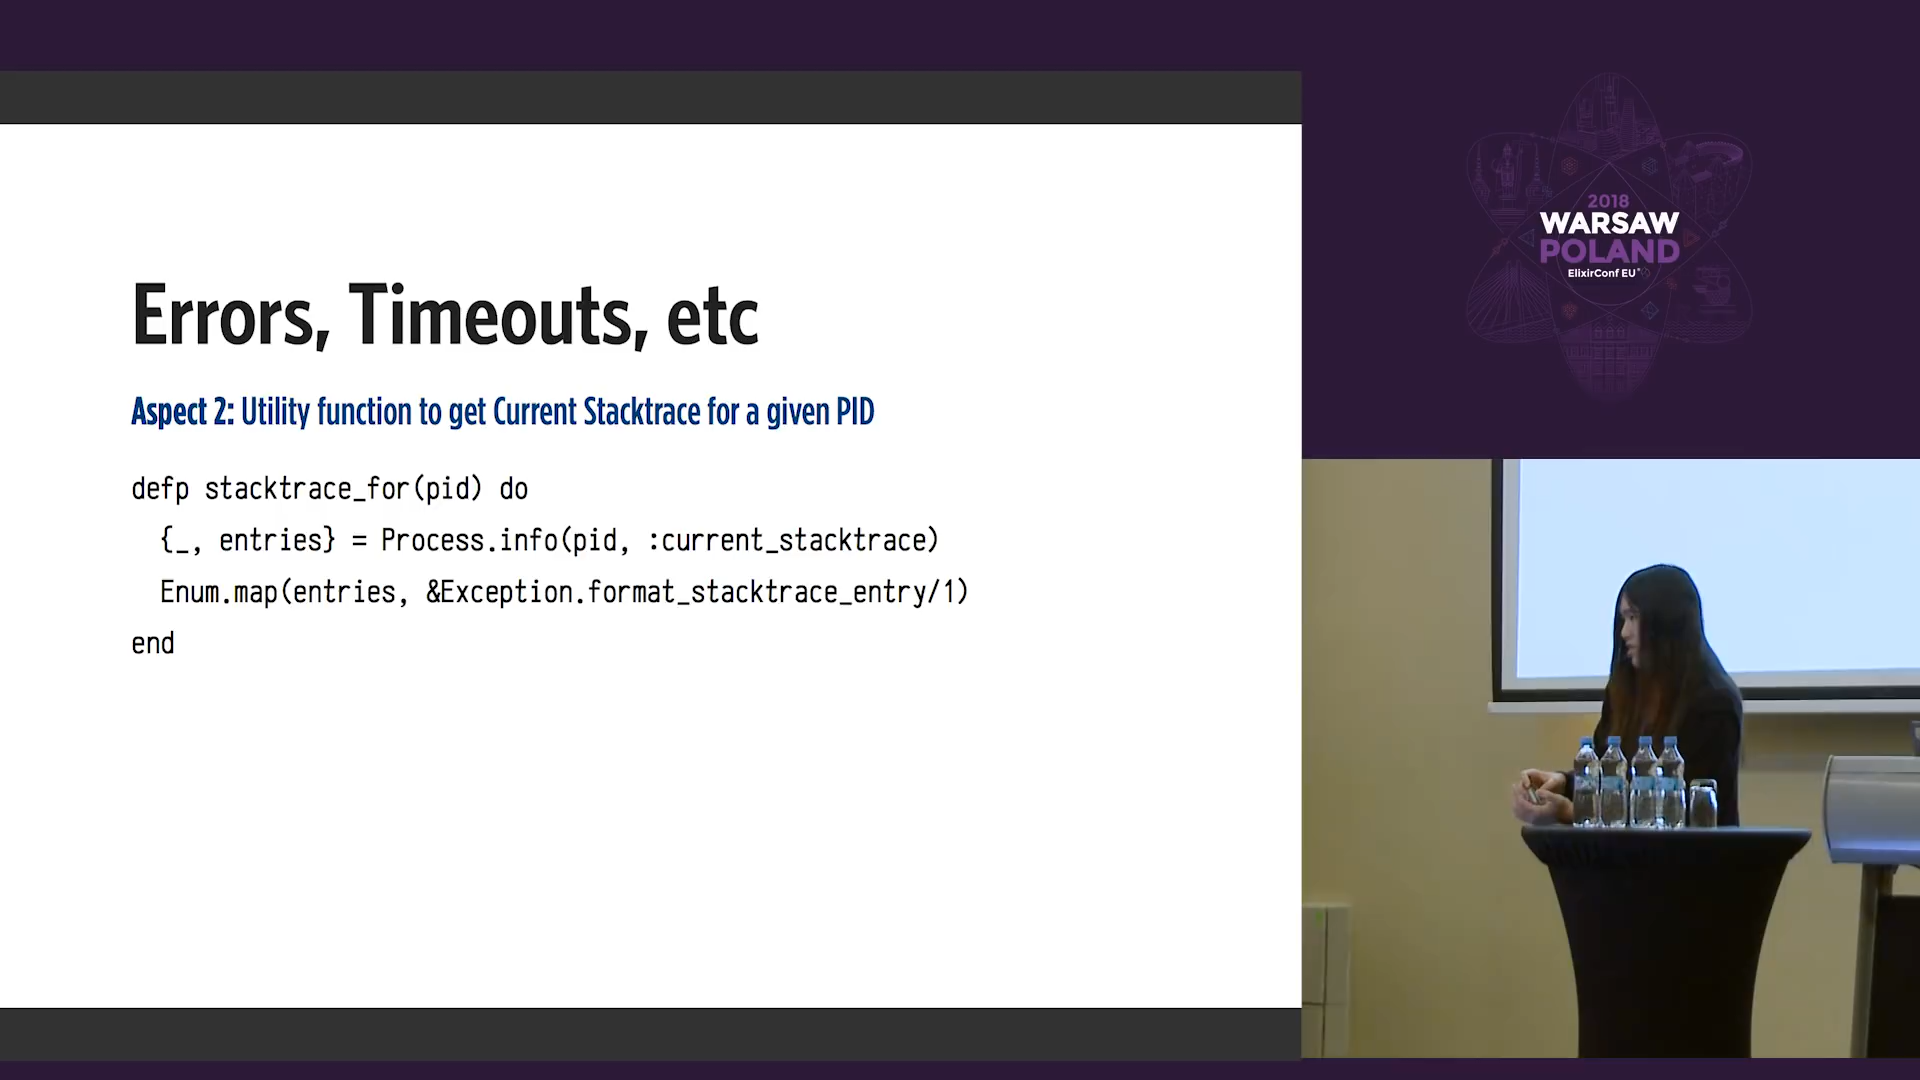 Errors, Timeouts, etc
Aspect 2: Utility function to get Current Stacktrace for a given PID
defp stacktrace_for(pid) do
  {_, entries} = Process.info(pid, :current_stacktrace)
  Enum.map(entries, &Exception.format_stacktrace_entry/1)
end
2018
WARSAW
POLAND
ElixirConf EU